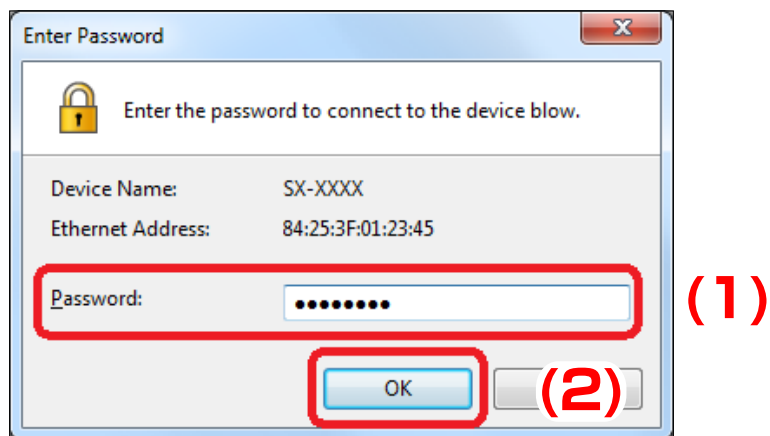 Enter Password
Enter the password to connect to the device blow.
Device Name: SX-XXXX
Ethernet Address: 84:25:3F:01:23:45
Password: ●●●●●●●●
(1)
OK
(2)